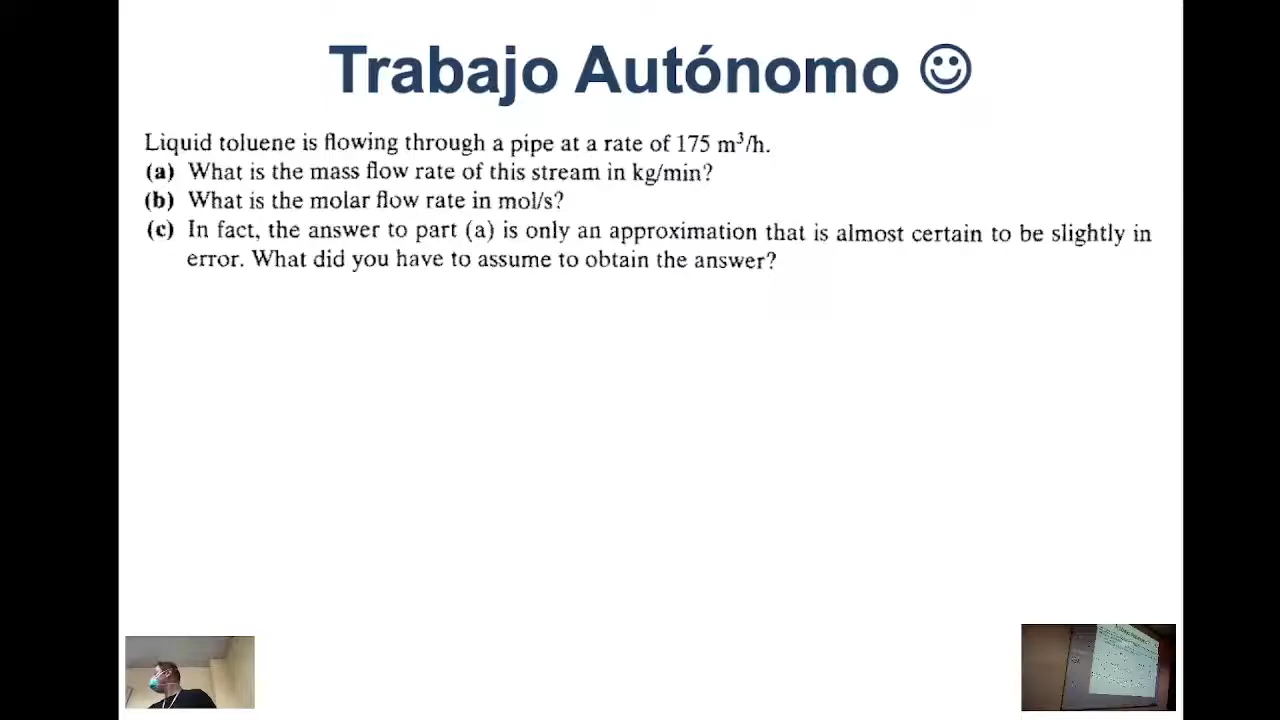 Trabajo Autónomo ☺
Liquid toluene is flowing through a pipe at a rate of 175 m³/h.
(a) What is the mass flow rate of this stream in kg/min?
(b) What is the molar flow rate in mol/s?
(c) In fact, the answer to part (a) is only an approximation that is almost certain to be slightly in
error. What did you have to assume to obtain the answer?